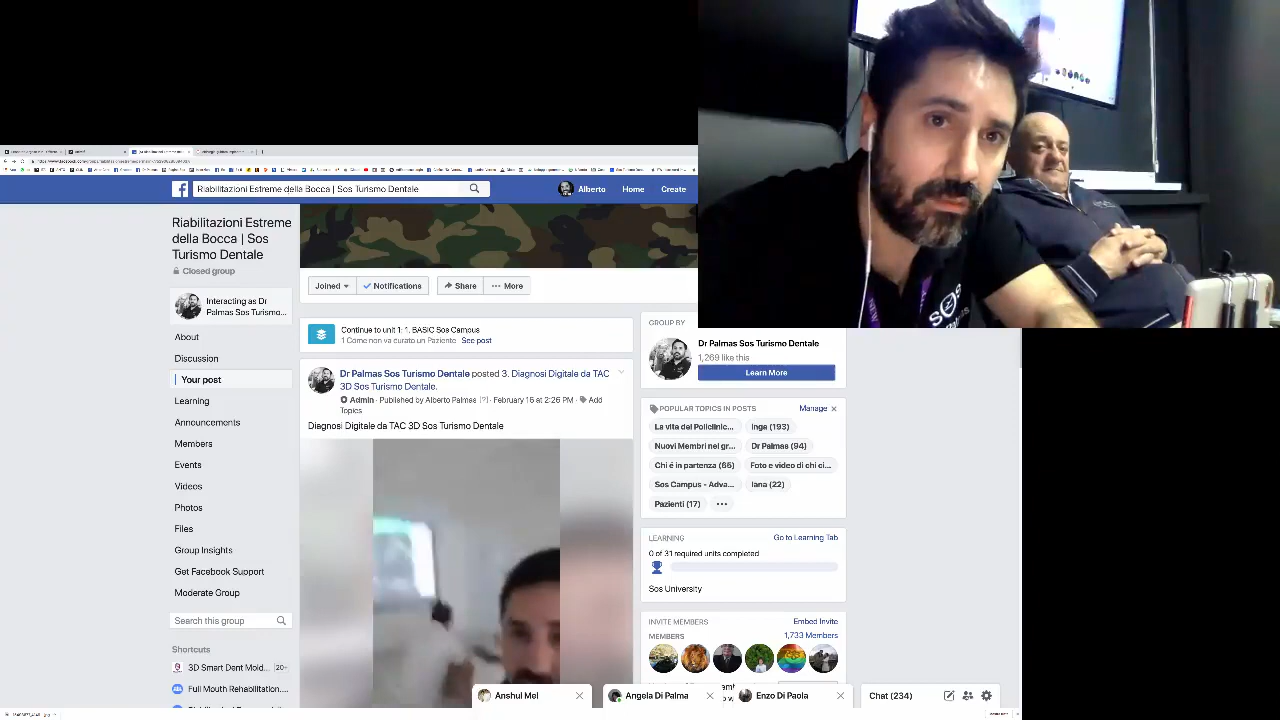 Riabilitazioni Estreme della Bocca | Sos Turismo Dentale
Alberto
Home
Create
Riabilitazioni Estreme
della Bocca | Sos
Turismo Dentale
Closed group
Interacting as Dr
Palmas Sos Turismo...
About
Discussion
Your post
Learning
Announcements
Members
Events
Videos
Photos
Files
Group Insights
Get Facebook Support
Moderate Group
Search this group
Shortcuts
3D Smart Dent Mold... 20+
Full Mouth Rehabilitation....
Joined
Notifications
Share
More
Continue to unit 1: 1. BASIC Sos Campus
1 Come non va curato un Paziente See post
Dr Palmas Sos Turismo Dentale posted 3. Diagnosi Digitale da TAC
3D Sos Turismo Dentale.
Admin · Published by Alberto Palmas [?] · February 16 at 2:26 PM · Add
Topics
Diagnosi Digitale da TAC 3D Sos Turismo Dentale
GROUP BY
Dr Palmas Sos Turismo Dentale
1,269 like this
Learn More
POPULAR TOPICS IN POSTS Manage
La vita del Policlinic...
Inga (193)
Nuovi Membri nel gr...
Dr Palmas (94)
Chi é in partenza (65)
Foto e video di chi ci...
Sos Campus - Adva...
Iana (22)
Pazienti (17)
LEARNING Go to Learning Tab
0 of 31 required units completed
Sos University
INVITE MEMBERS Embed Invite
MEMBERS 1,733 Members
Anshul Mel
Angela Di Palma
Enzo Di Paola
Chat (234)
SOS